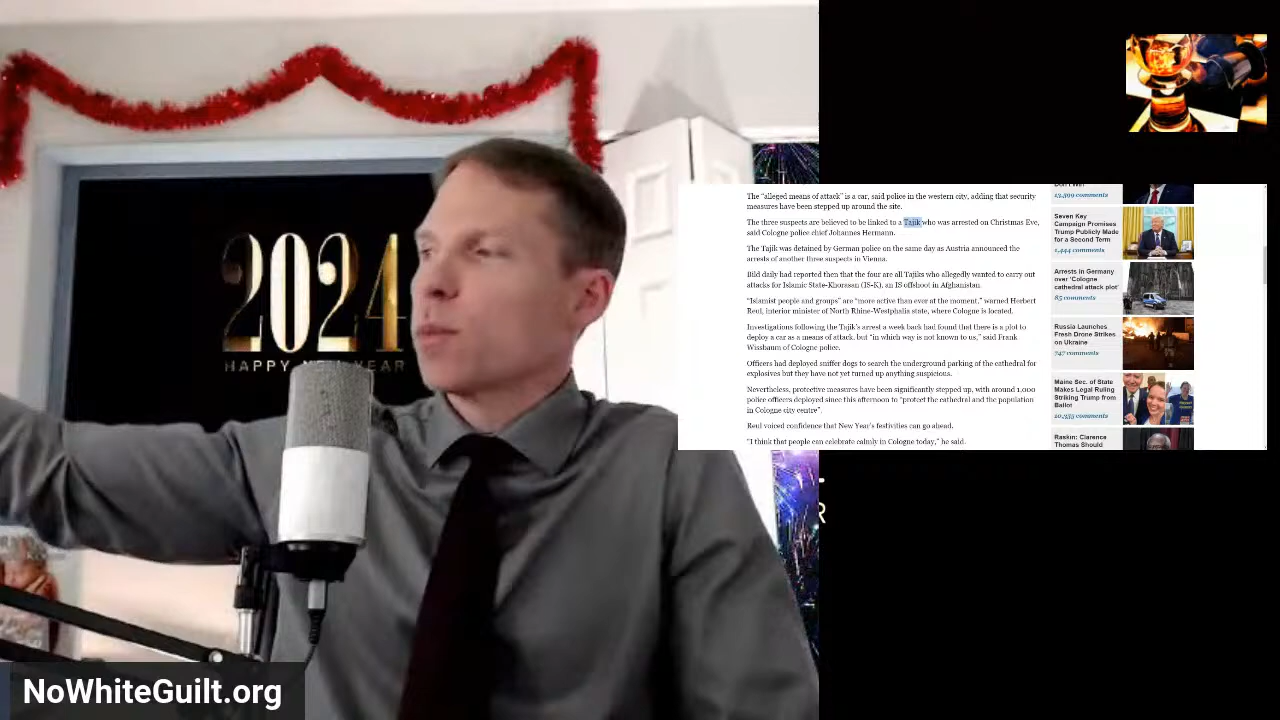 2024
HAPPY NEW YEAR
NoWhiteGuilt.org
The “alleged means of attack” is a car, said police in the western city, adding that security
measures have been stepped up around the site.
The three suspects are believed to be linked to a Tajik who was arrested on Christmas Eve,
said Cologne police chief Johannes Hermann.
The Tajik was detained by German police on the same day as Austria announced the
arrests of another three suspects in Vienna.
Bild daily had reported then that the four are all Tajiks who allegedly wanted to carry out
attacks for Islamic State-Khorasan (IS-K), an IS offshoot in Afghanistan.
“Islamist people and groups” are “more active than ever at the moment,” warned Herbert
Reul, interior minister of North Rhine-Westphalia state, where Cologne is located.
Investigations following the Tajik’s arrest a week back had found that there is a plot to
deploy a car as a means of attack, but “in which way is not known to us,” said Frank
Wissbaum of Cologne police.
Officers had deployed sniffer dogs to search the underground parking of the cathedral for
explosives but they have not yet turned up anything suspicious.
Nevertheless, protective measures have been significantly stepped up, with around 1,000
police officers deployed since this afternoon to “protect the cathedral and the population
in Cologne city centre”.
Reul voiced confidence that New Year’s festivities can go ahead.
“I think that people can celebrate calmly in Cologne today,” he said.
13,599 comments
Seven Key
Campaign Promises
Trump Publicly Made
for a Second Term
1,444 comments
Arrests in Germany
over ‘Cologne
cathedral attack plot’
85 comments
Russia Launches
Fresh Drone Strikes
on Ukraine
747 comments
Maine Sec. of State
Makes Legal Ruling
Striking Trump from
Ballot
20,355 comments
Raskin: Clarence
Thomas Should
R